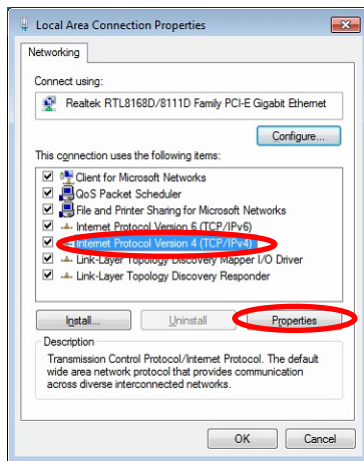 Local Area Connection Properties
Networking
Connect using:
Realtek RTL8168D/8111D Family PCI-E Gigabit Ethernet
Configure...
This connection uses the following items:
Client for Microsoft Networks
QoS Packet Scheduler
File and Printer Sharing for Microsoft Networks
Internet Protocol Version 6 (TCP/IPv6)
Internet Protocol Version 4 (TCP/IPv4)
Link-Layer Topology Discovery Mapper I/O Driver
Link-Layer Topology Discovery Responder
Install... Uninstall Properties
Description
Transmission Control Protocol/Internet Protocol. The default
wide area network protocol that provides communication
across diverse interconnected networks.
OK Cancel